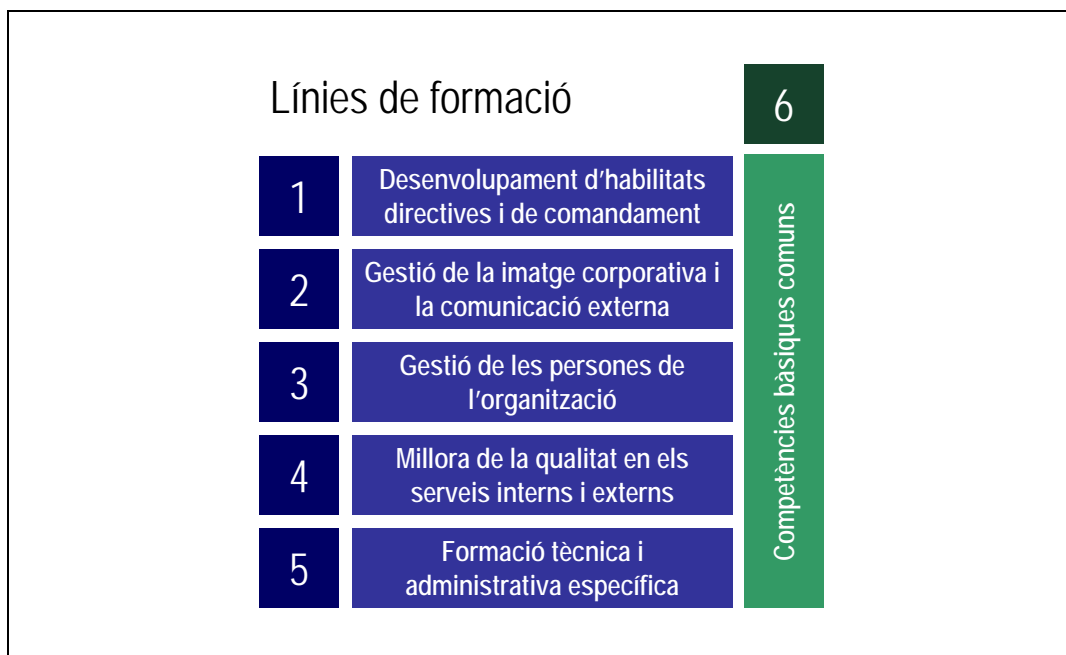 Línies de formació
6
1
Desenvolupament d'habilitats
directives i de comandament
2
Gestió de la imatge corporativa i
la comunicació externa
3
Gestió de les persones de
l'organització
4
Millora de la qualitat en els
serveis interns i externs
5
Formació tècnica i
administrativa específica
Competències bàsiques comuns